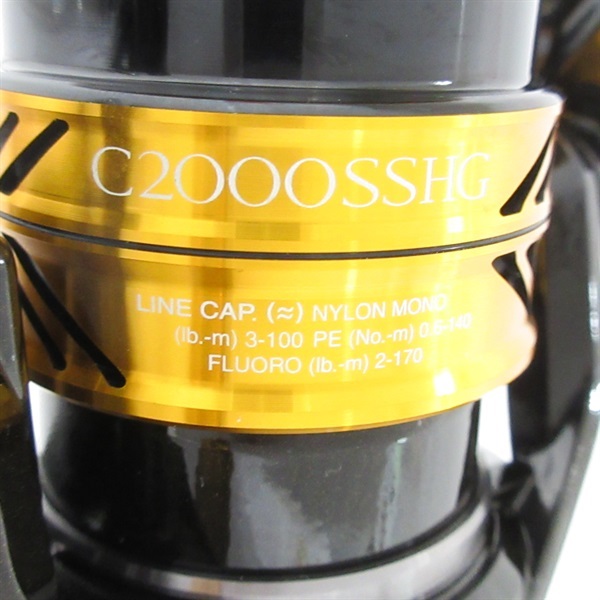 C2000SSHG
LINE CAP. (≈) NYLON MONO
(lb.-m) 3-100 PE (No.-m) 0.6-140
FLUORO (lb.-m) 2-170